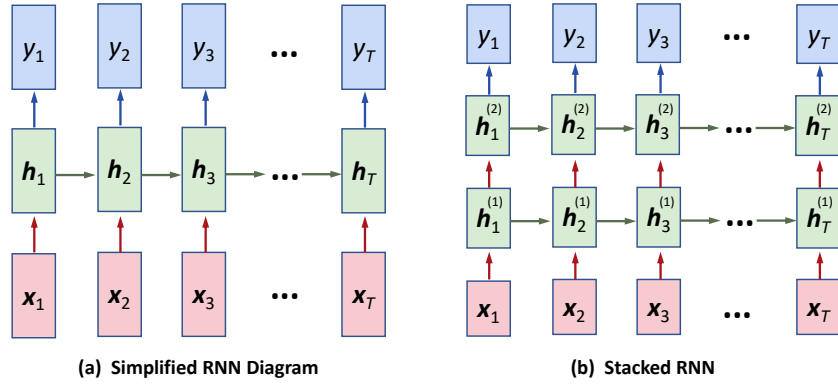 y1 y2 y3 ... yT
h1 h2 h3 ... hT
x1 x2 x3 ... xT
(a) Simplified RNN Diagram
y1 y2 y3 ... yT
h1(2) h2(2) h3(2) ... hT(2)
h1(1) h2(1) h3(1) ... hT(1)
x1 x2 x3 ... xT
(b) Stacked RNN